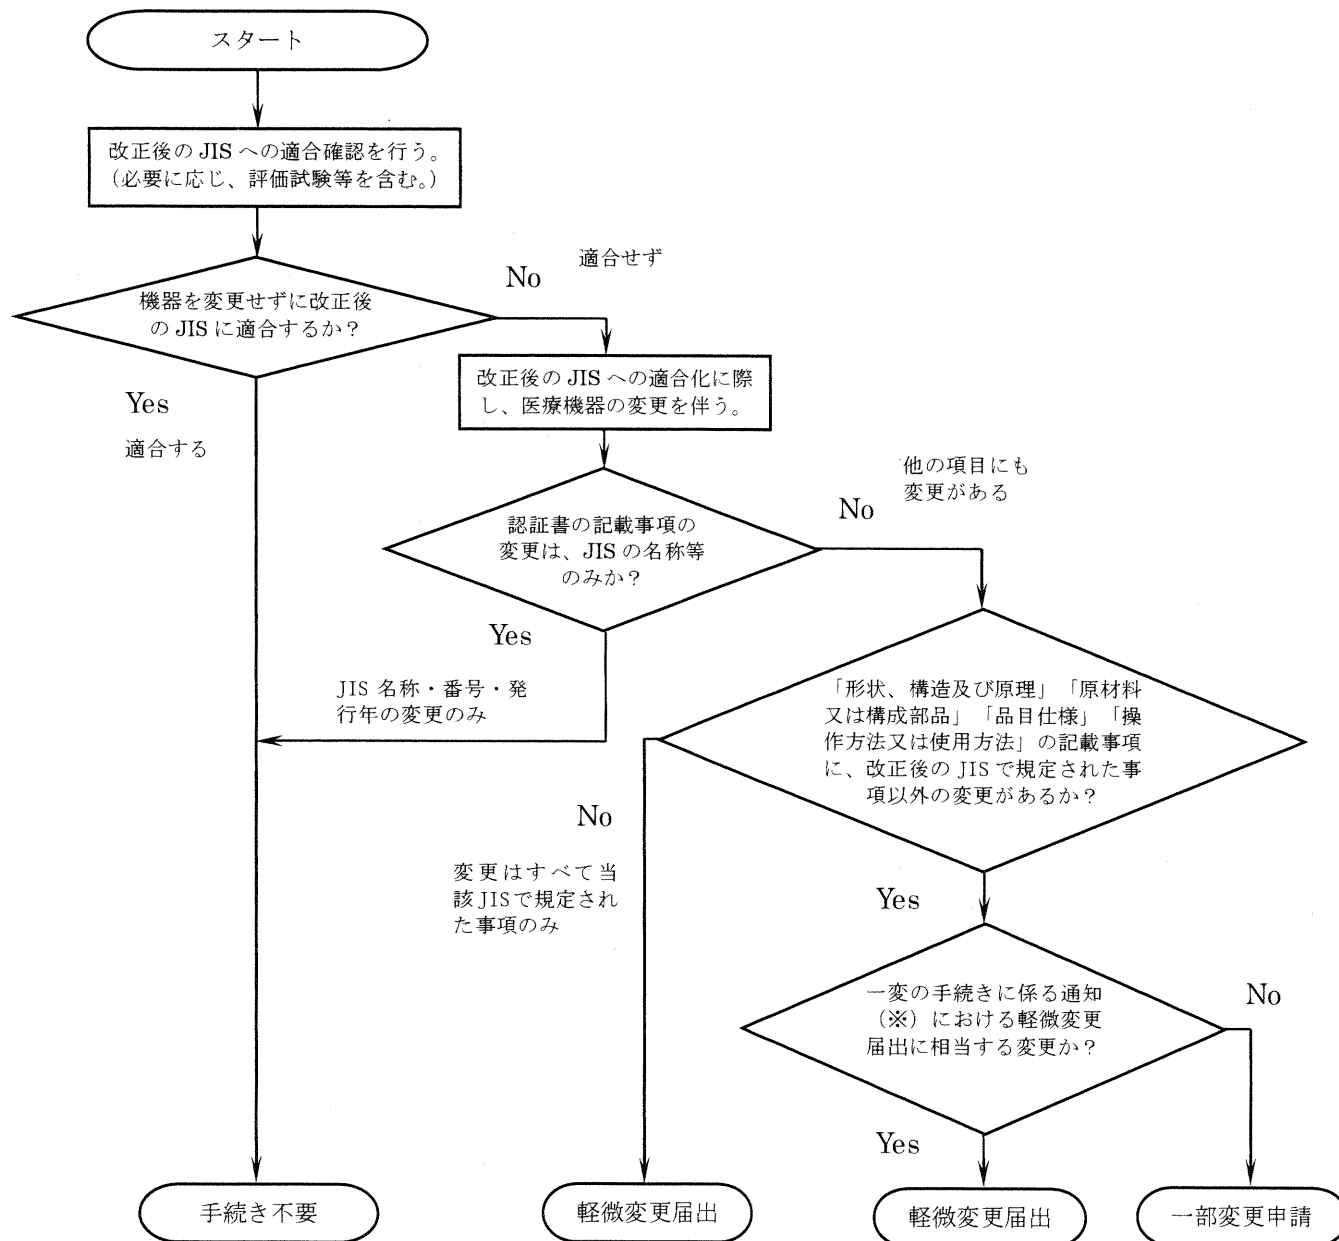 スタート
改正後の JIS への適合確認を行う。
（必要に応じ、評価試験等を含む。）
適合せず
No
機器を変更せずに改正後
の JIS に適合するか？
改正後の JIS への適合化に際
し、医療機器の変更を伴う。
Yes
適合する
他の項目にも
変更がある
No
認証書の記載事項の
変更は、JIS の名称等
のみか？
Yes
JIS 名称・番号・発
行年の変更のみ
「形状、構造及び原理」「原材料
又は構成部品」「品目仕様」「操
作方法又は使用方法」の記載事項
に、改正後の JIS で規定された事
項以外の変更があるか？
No
変更はすべて当
該JISで規定され
た事項のみ
Yes
一変の手続きに係る通知
（※）における軽微変更
届出に相当する変更か？
No
Yes
手続き不要
軽微変更届出
軽微変更届出
一部変更申請